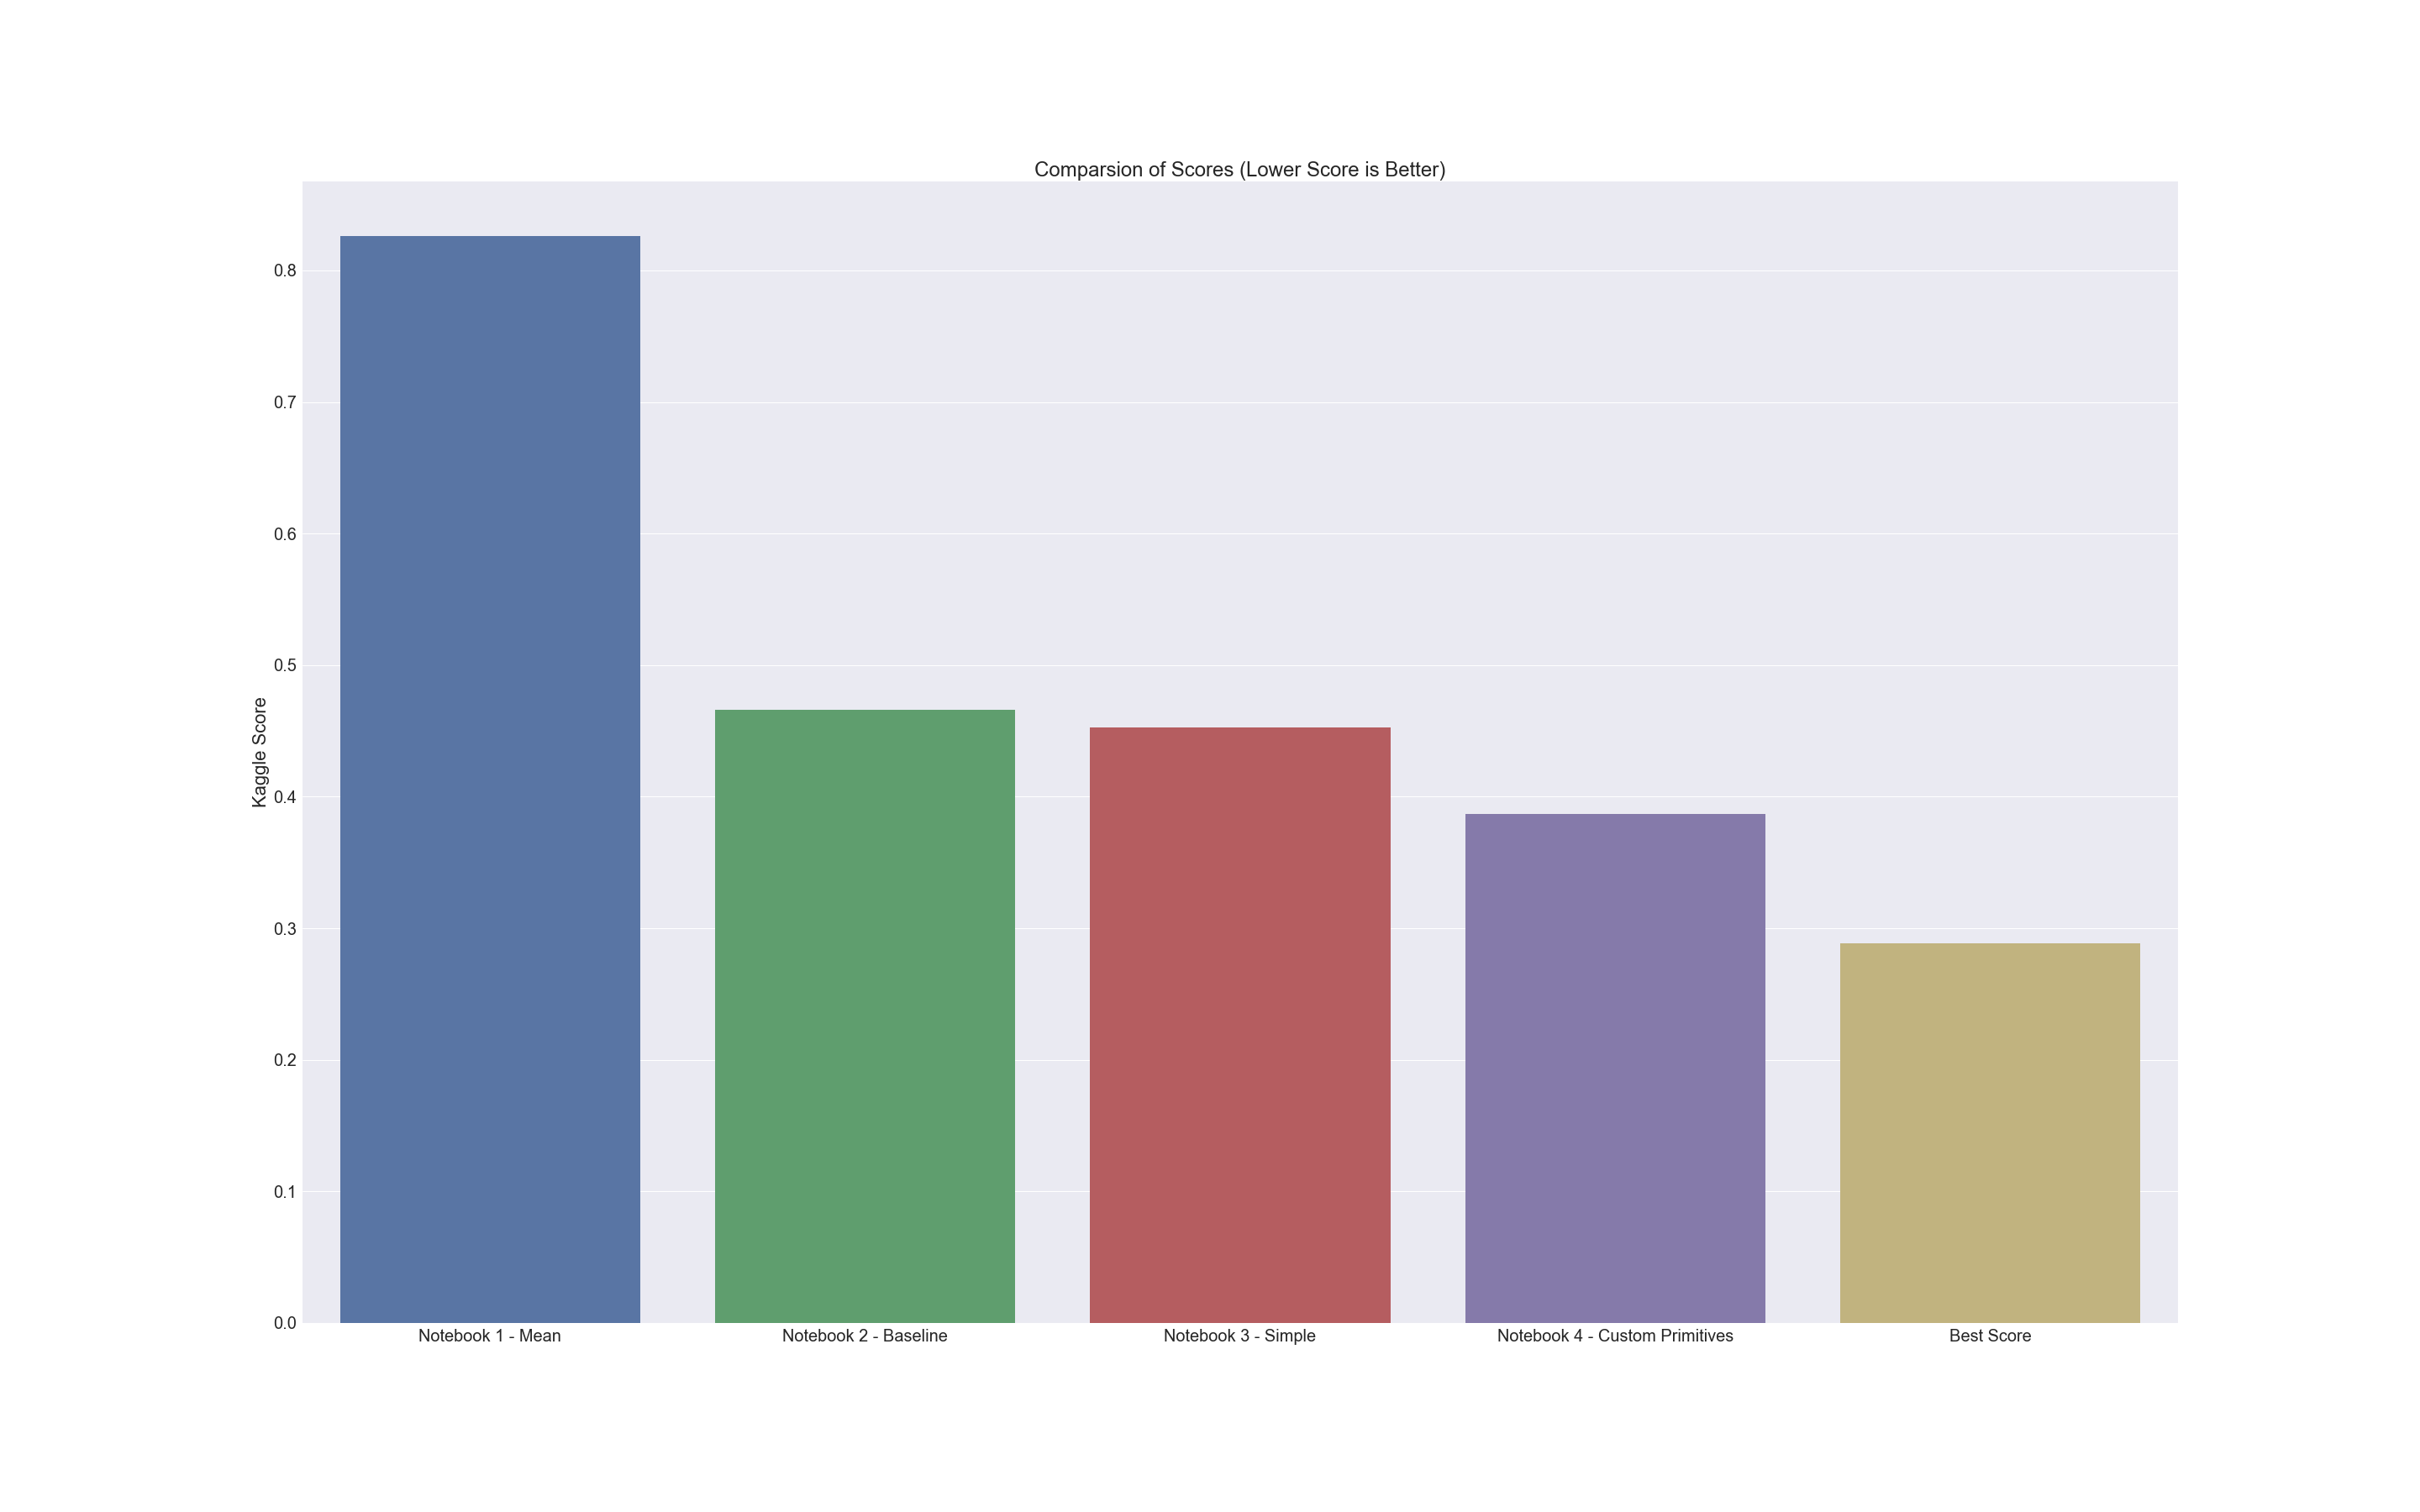 Comparsion of Scores (Lower Score is Better)
Kaggle Score
0.8
0.7
0.6
0.5
0.4
0.3
0.2
0.1
0.0
Notebook 1 - Mean
Notebook 2 - Baseline
Notebook 3 - Simple
Notebook 4 - Custom Primitives
Best Score